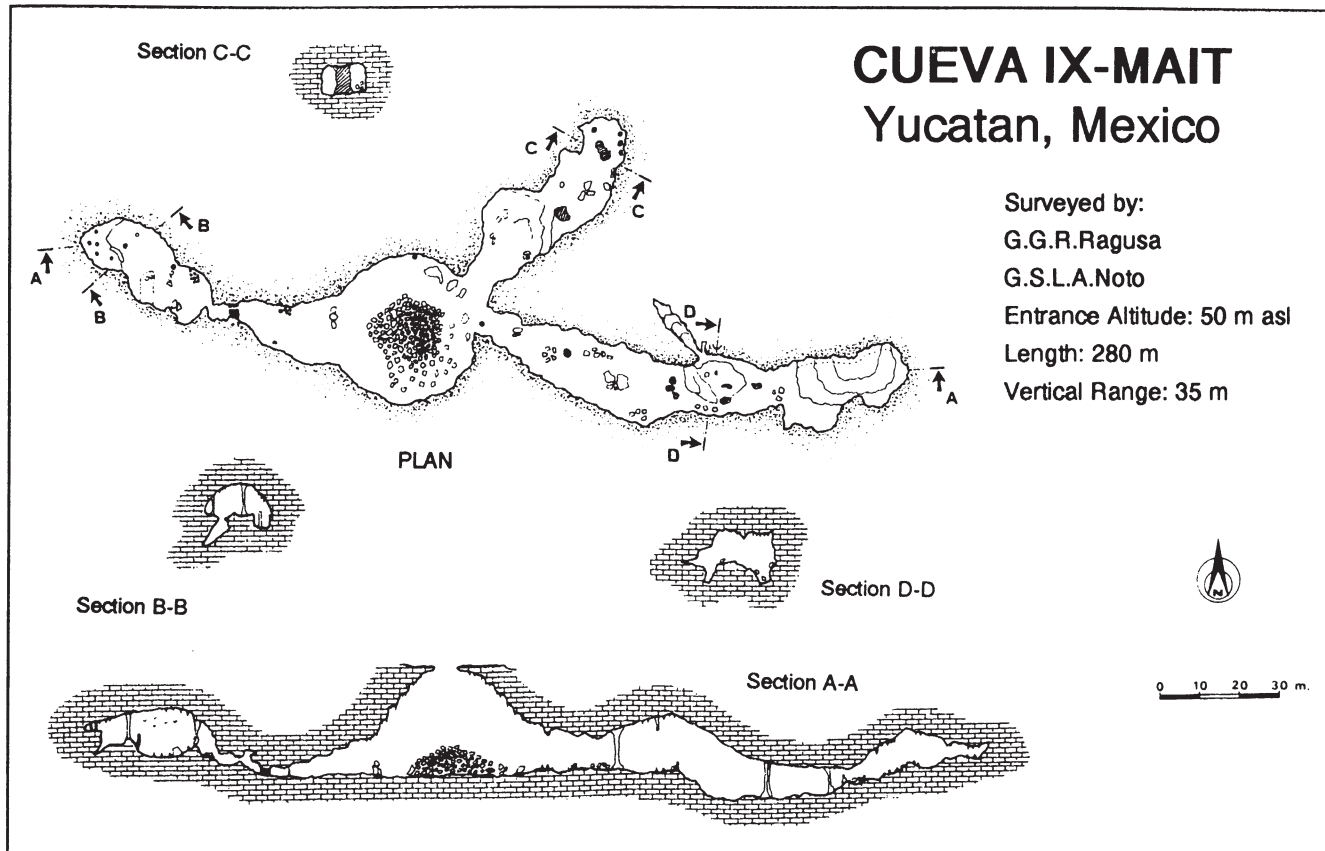 Section C-C
CUEVA IX-MAIT
Yucatan, Mexico
Surveyed by:
G.G.R.Ragusa
G.S.L.A.Noto
Entrance Altitude: 50 m asl
Length: 280 m
Vertical Range: 35 m
C
C
B
B
A
D
A
D
PLAN
Section B-B
Section D-D
N
Section A-A
0 10 20 30 m.